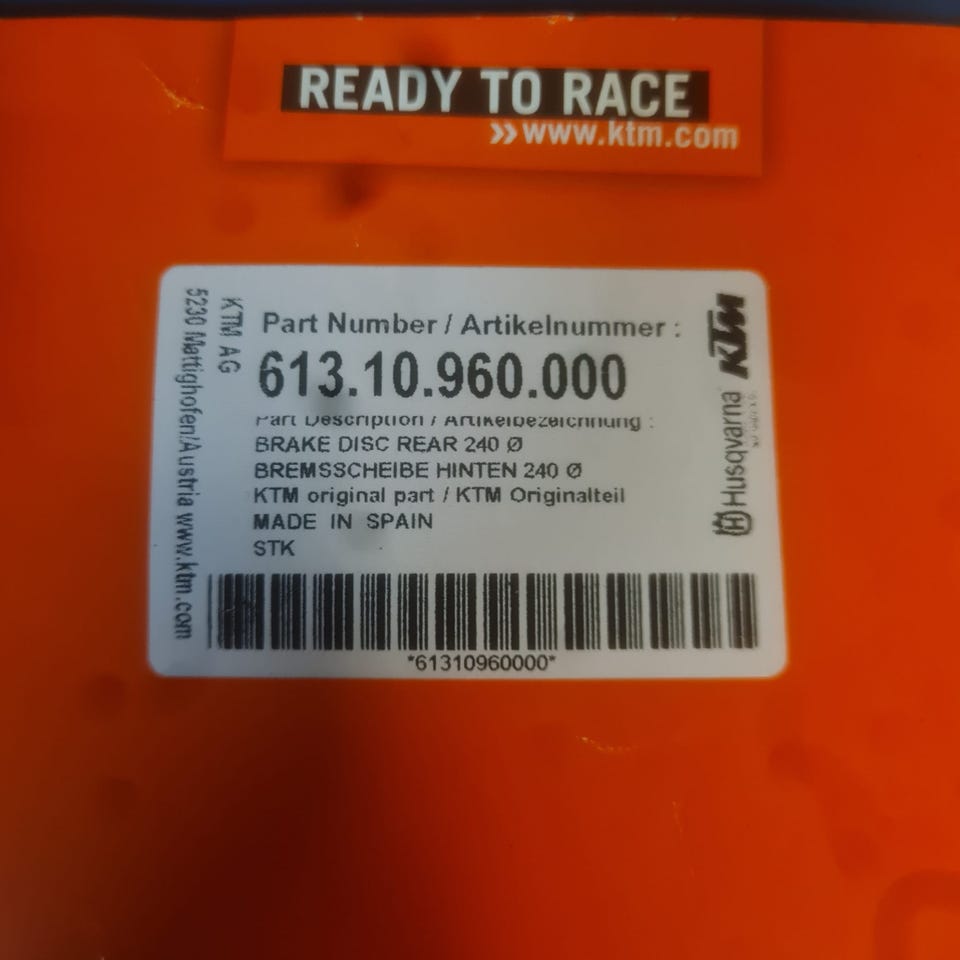 READY TO RACE
»www.ktm.com
KTM AG
5230 Mattighofen/Austria www.ktm.com
Part Number / Artikelnummer :
613.10.960.000
Part Description / Artikelbezeichnung :
BRAKE DISC REAR 240 Ø
BREMSSCHEIBE HINTEN 240 Ø
KTM original part / KTM Originalteil
MADE IN SPAIN
STK
*61310960000*
KTM
Husqvarna